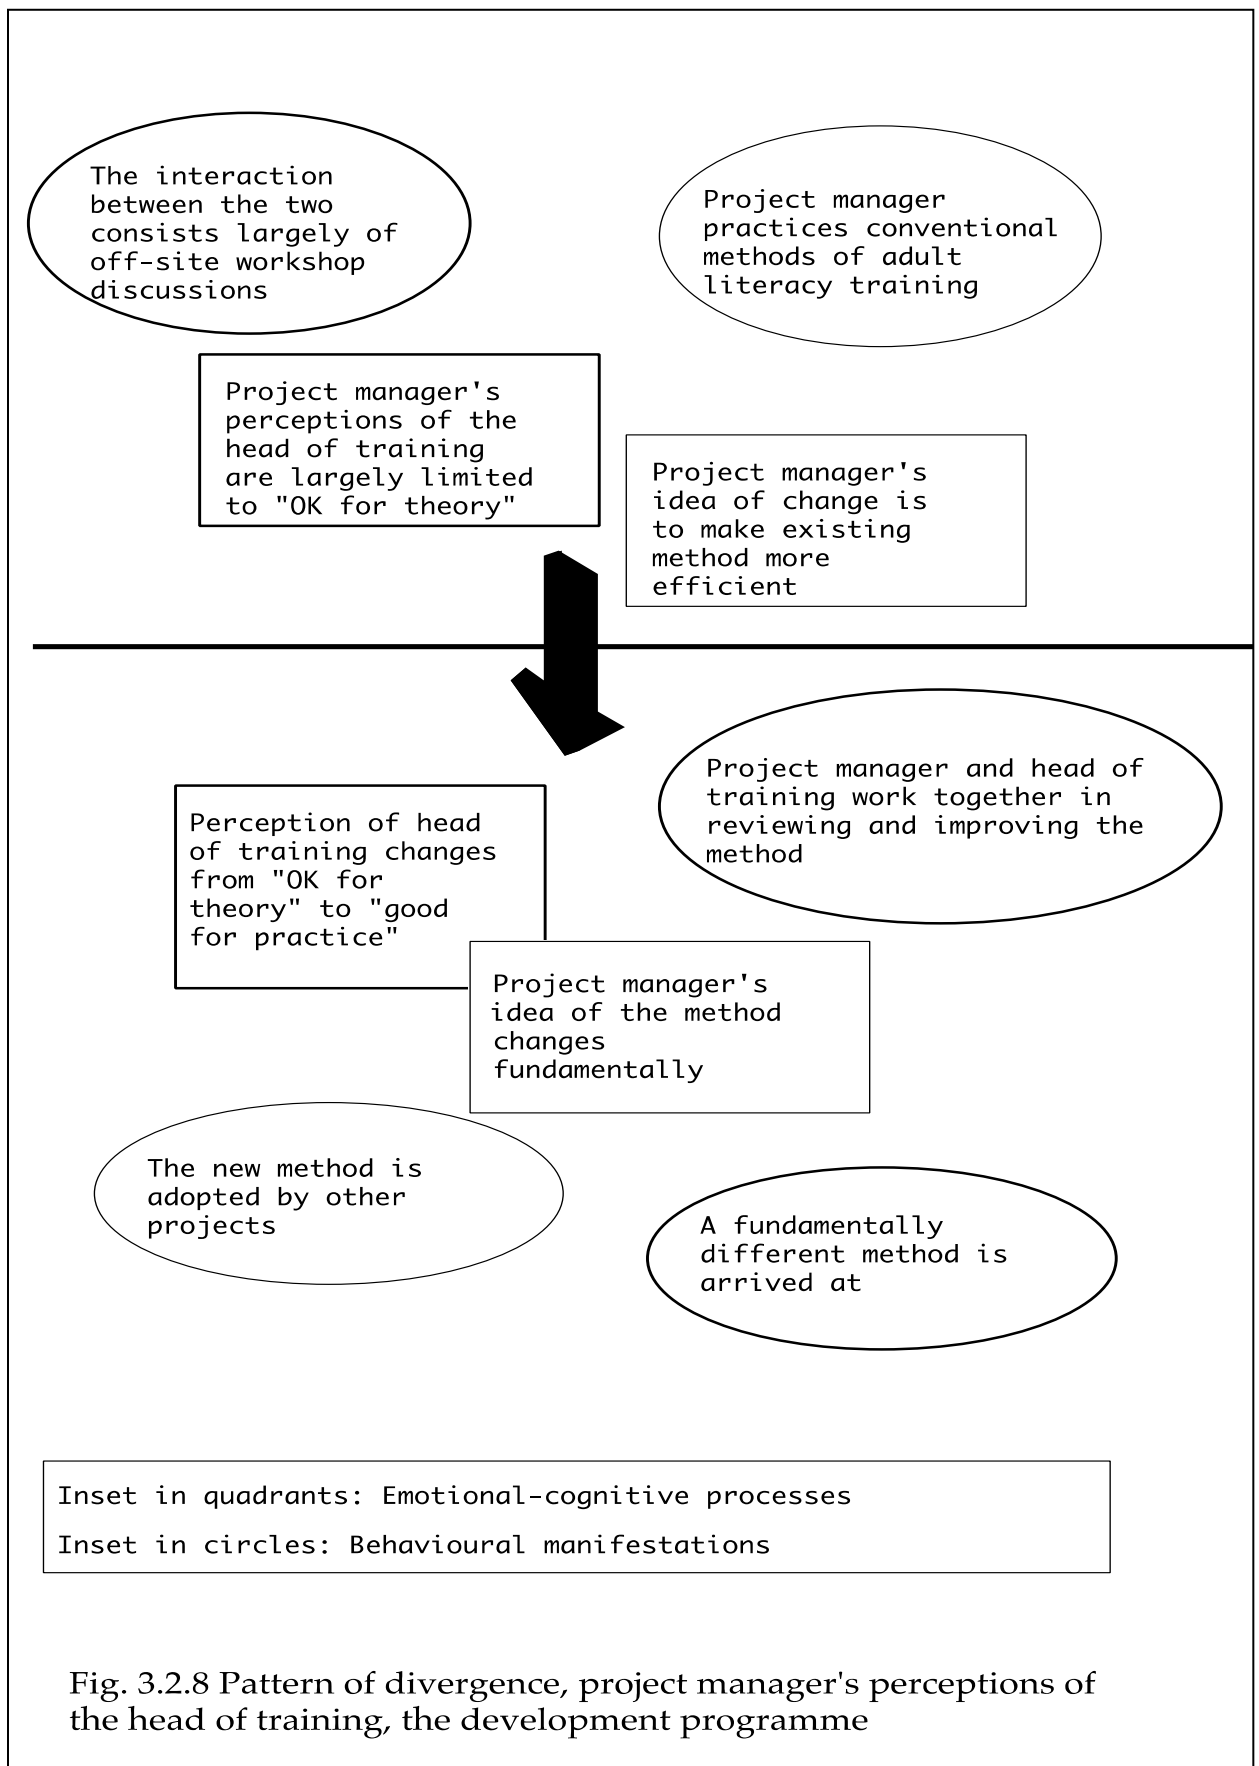 The interaction
between the two
consists largely of
off-site workshop
discussions
Project manager
practices conventional
methods of adult
literacy training
Project manager's
perceptions of the
head of training
are largely limited
to "OK for theory"
Project manager's
idea of change is
to make existing
method more
efficient
Project manager and head of
training work together in
reviewing and improving the
method
Perception of head
of training changes
from "OK for
theory" to "good
for practice"
Project manager's
idea of the method
changes
fundamentally
The new method is
adopted by other
projects
A fundamentally
different method is
arrived at
Inset in quadrants: Emotional-cognitive processes
Inset in circles: Behavioural manifestations
Fig. 3.2.8 Pattern of divergence, project manager's perceptions of
the head of training, the development programme